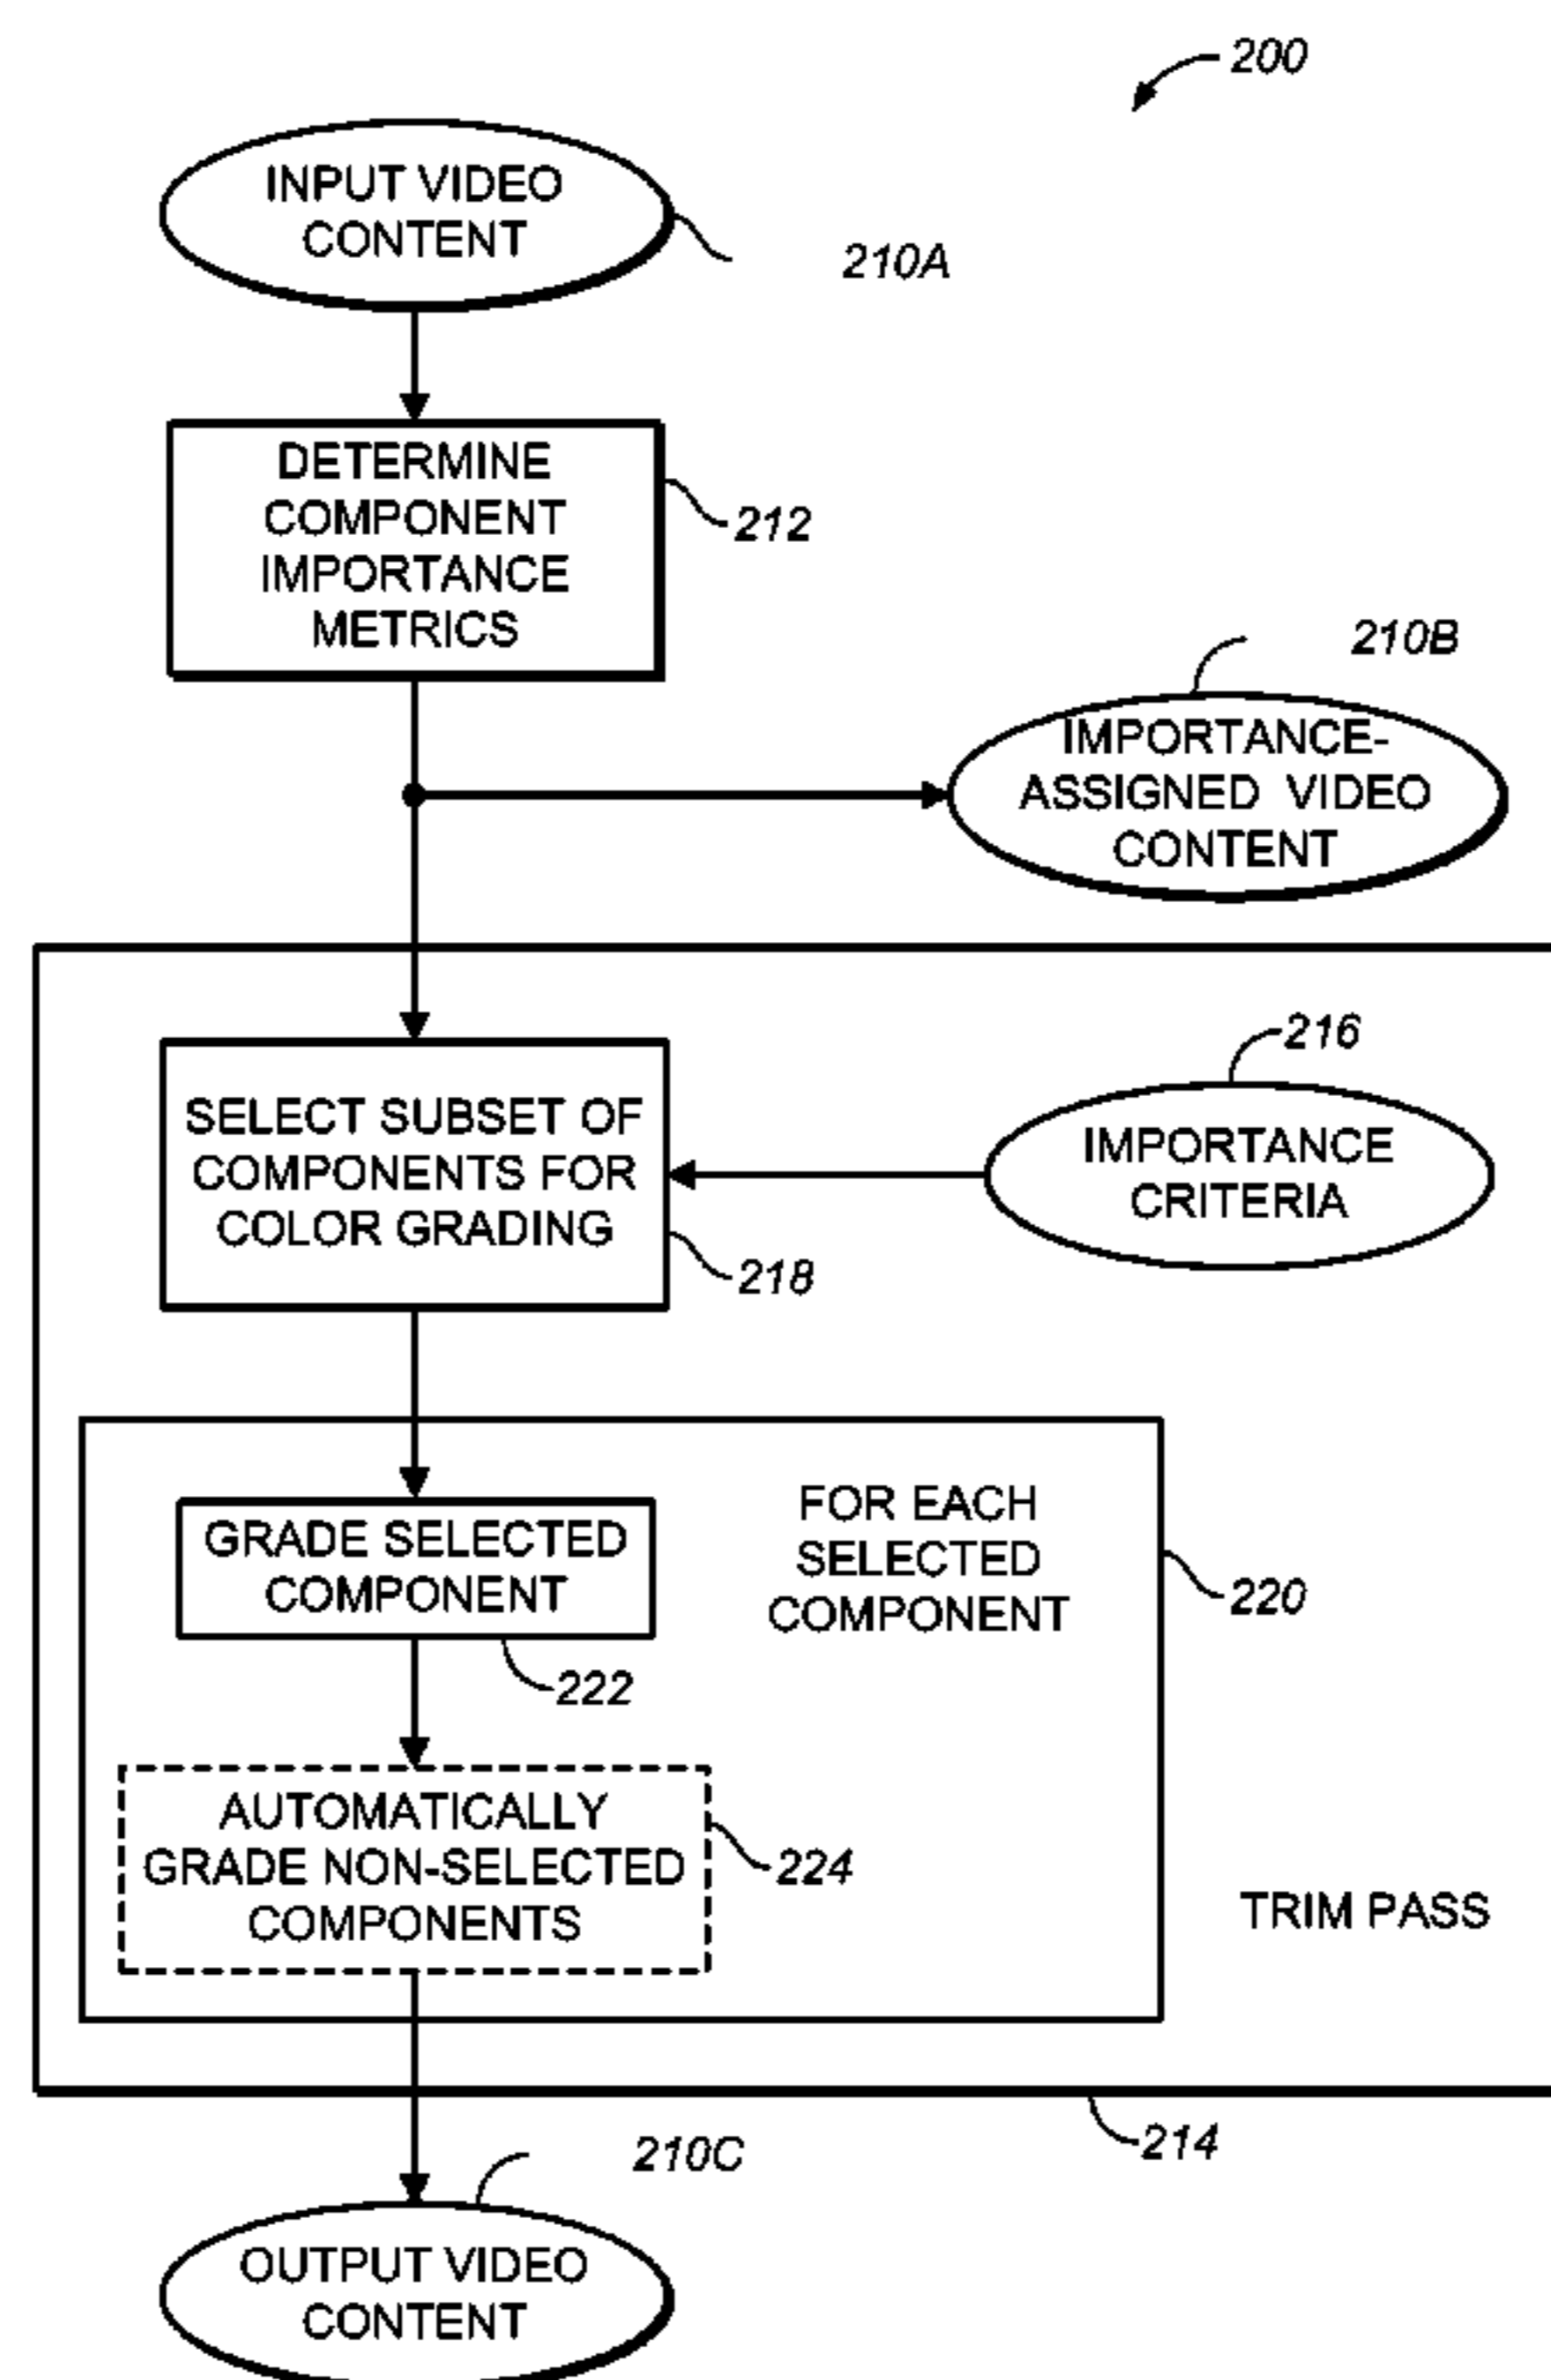 200
INPUT VIDEO
CONTENT
210A
DETERMINE
COMPONENT
IMPORTANCE
METRICS
212
210B
IMPORTANCE-
ASSIGNED VIDEO
CONTENT
216
SELECT SUBSET OF
COMPONENTS FOR
COLOR GRADING
IMPORTANCE
CRITERIA
218
GRADE SELECTED
COMPONENT
FOR EACH
SELECTED
COMPONENT
220
222
AUTOMATICALLY
GRADE NON-SELECTED
COMPONENTS
224
TRIM PASS
214
210C
OUTPUT VIDEO
CONTENT